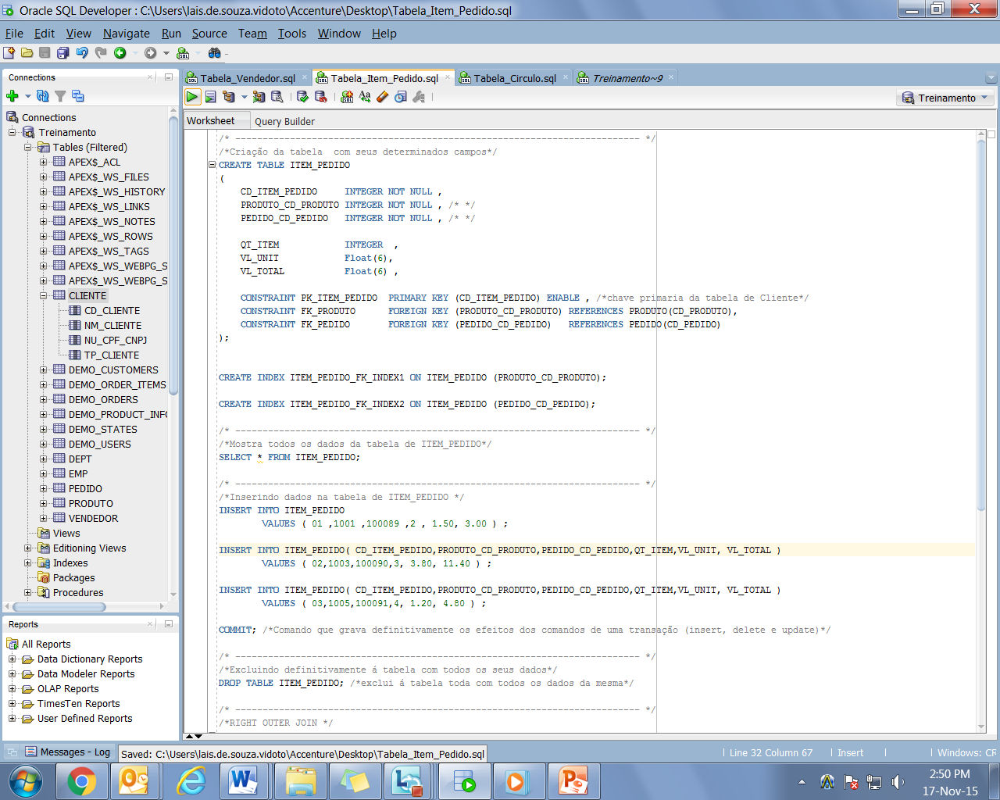 Oracle SQL Developer : C:\Users\lais.de.souza.vidoto\Accenture\Desktop\Tabela_Item_Pedido.sql
File Edit View Navigate Run Source Team Tools Window Help
Connections
Connections
Treinamento
Tables (Filtered)
APEX$_ACL
APEX$_WS_FILES
APEX$_WS_HISTORY
APEX$_WS_LINKS
APEX$_WS_NOTES
APEX$_WS_ROWS
APEX$_WS_TAGS
APEX$_WS_WEBPG_S
APEX$_WS_WEBPG_S
CLIENTE
CD_CLIENTE
NM_CLIENTE
NU_CPF_CNPJ
TP_CLIENTE
DEMO_CUSTOMERS
DEMO_ORDER_ITEMS
DEMO_ORDERS
DEMO_PRODUCT_INFO
DEMO_STATES
DEMO_USERS
DEPT
EMP
PEDIDO
PRODUTO
VENDEDOR
Views
Editioning Views
Indexes
Packages
Procedures
Reports
All Reports
Data Dictionary Reports
Data Modeler Reports
OLAP Reports
TimesTen Reports
User Defined Reports
Tabela_Vendedor.sql Tabela_Item_Pedido.sql Tabela_Circulo.sql Treinamento~9
Treinamento
Worksheet Query Builder
/* -------------------------------------------------------------------------- */
/*Criação da tabela  com seus determinados campos*/
CREATE TABLE ITEM_PEDIDO
(
CD_ITEM_PEDIDO     INTEGER NOT NULL ,
PRODUTO_CD_PRODUTO INTEGER NOT NULL , /* */
PEDIDO_CD_PEDIDO   INTEGER NOT NULL , /* */
QT_ITEM            INTEGER  ,
VL_UNIT            Float(6),
VL_TOTAL           Float(6) ,
CONSTRAINT PK_ITEM_PEDIDO  PRIMARY KEY (CD_ITEM_PEDIDO) ENABLE , /*chave primaria da tabela de Cliente*/
CONSTRAINT FK_PRODUTO      FOREIGN KEY (PRODUTO_CD_PRODUTO) REFERENCES PRODUTO(CD_PRODUTO),
CONSTRAINT FK_PEDIDO       FOREIGN KEY (PEDIDO_CD_PEDIDO)   REFERENCES PEDIDO(CD_PEDIDO)
);
CREATE INDEX ITEM_PEDIDO_FK_INDEX1 ON ITEM_PEDIDO (PRODUTO_CD_PRODUTO);
CREATE INDEX ITEM_PEDIDO_FK_INDEX2 ON ITEM_PEDIDO (PEDIDO_CD_PEDIDO);
/* -------------------------------------------------------------------------- */
/*Mostra todos os dados da tabela de ITEM_PEDIDO*/
SELECT * FROM ITEM_PEDIDO;
/* -------------------------------------------------------------------------- */
/*Inserindo dados na tabela de ITEM_PEDIDO */
INSERT INTO ITEM_PEDIDO
VALUES ( 01 ,1001 ,100089 ,2 , 1.50, 3.00 ) ;
INSERT INTO ITEM_PEDIDO( CD_ITEM_PEDIDO,PRODUTO_CD_PRODUTO,PEDIDO_CD_PEDIDO,QT_ITEM,VL_UNIT, VL_TOTAL )
VALUES ( 02,1003,100090,3, 3.80, 11.40 ) ;
INSERT INTO ITEM_PEDIDO( CD_ITEM_PEDIDO,PRODUTO_CD_PRODUTO,PEDIDO_CD_PEDIDO,QT_ITEM,VL_UNIT, VL_TOTAL )
VALUES ( 03,1005,100091,4, 1.20, 4.80 ) ;
COMMIT; /*Comando que grava definitivamente os efeitos dos comandos de uma transação (insert, delete e update)*/
/* -------------------------------------------------------------------------- */
/*Excluindo definitivamente á tabela com todos os seus dados*/
DROP TABLE ITEM_PEDIDO; /*exclui á tabela toda com todos os dados da mesma*/
/* -------------------------------------------------------------------------- */
/*RIGHT OUTER JOIN */
Messages - Log Saved: C:\Users\lais.de.souza.vidoto\Accenture\Desktop\Tabela_Item_Pedido.sql Line 32 Column 67 Insert Windows: CR
2:50 PM
17-Nov-15